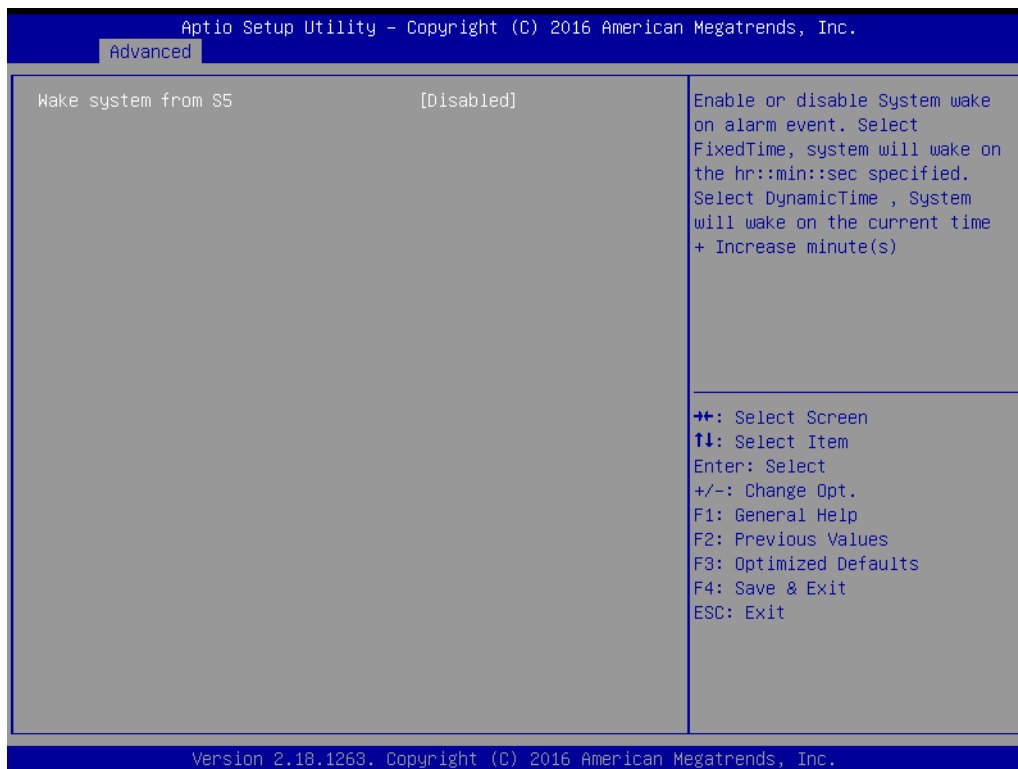 Aptio Setup Utility – Copyright (C) 2016 American Megatrends, Inc.
Advanced
Wake system from S5 [Disabled]
Enable or disable System wake
on alarm event. Select
FixedTime, system will wake on
the hr::min::sec specified.
Select DynamicTime , System
will wake on the current time
+ Increase minute(s)
→←: Select Screen
↑↓: Select Item
Enter: Select
+/-: Change Opt.
F1: General Help
F2: Previous Values
F3: Optimized Defaults
F4: Save & Exit
ESC: Exit
Version 2.18.1263. Copyright (C) 2016 American Megatrends, Inc.